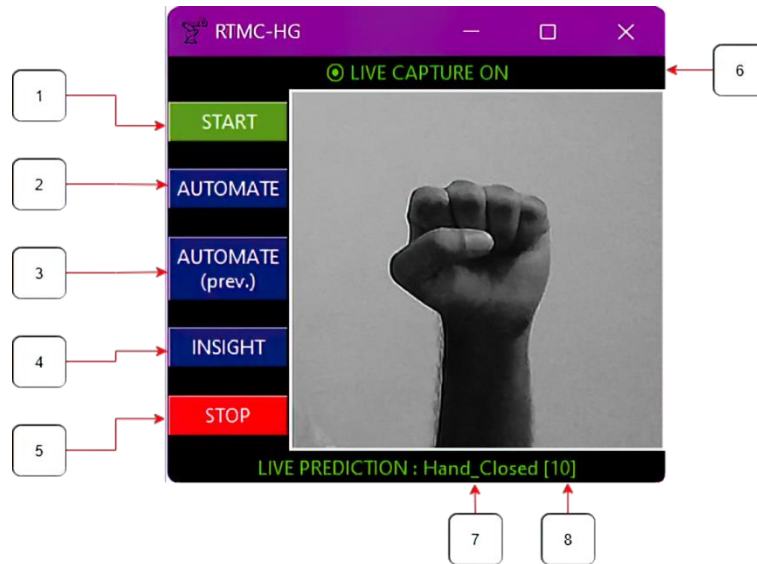 RTMC-HG
LIVE CAPTURE ON
6
1
START
2
AUTOMATE
3
AUTOMATE
(prev.)
4
INSIGHT
5
STOP
LIVE PREDICTION : Hand_Closed [10]
7
8